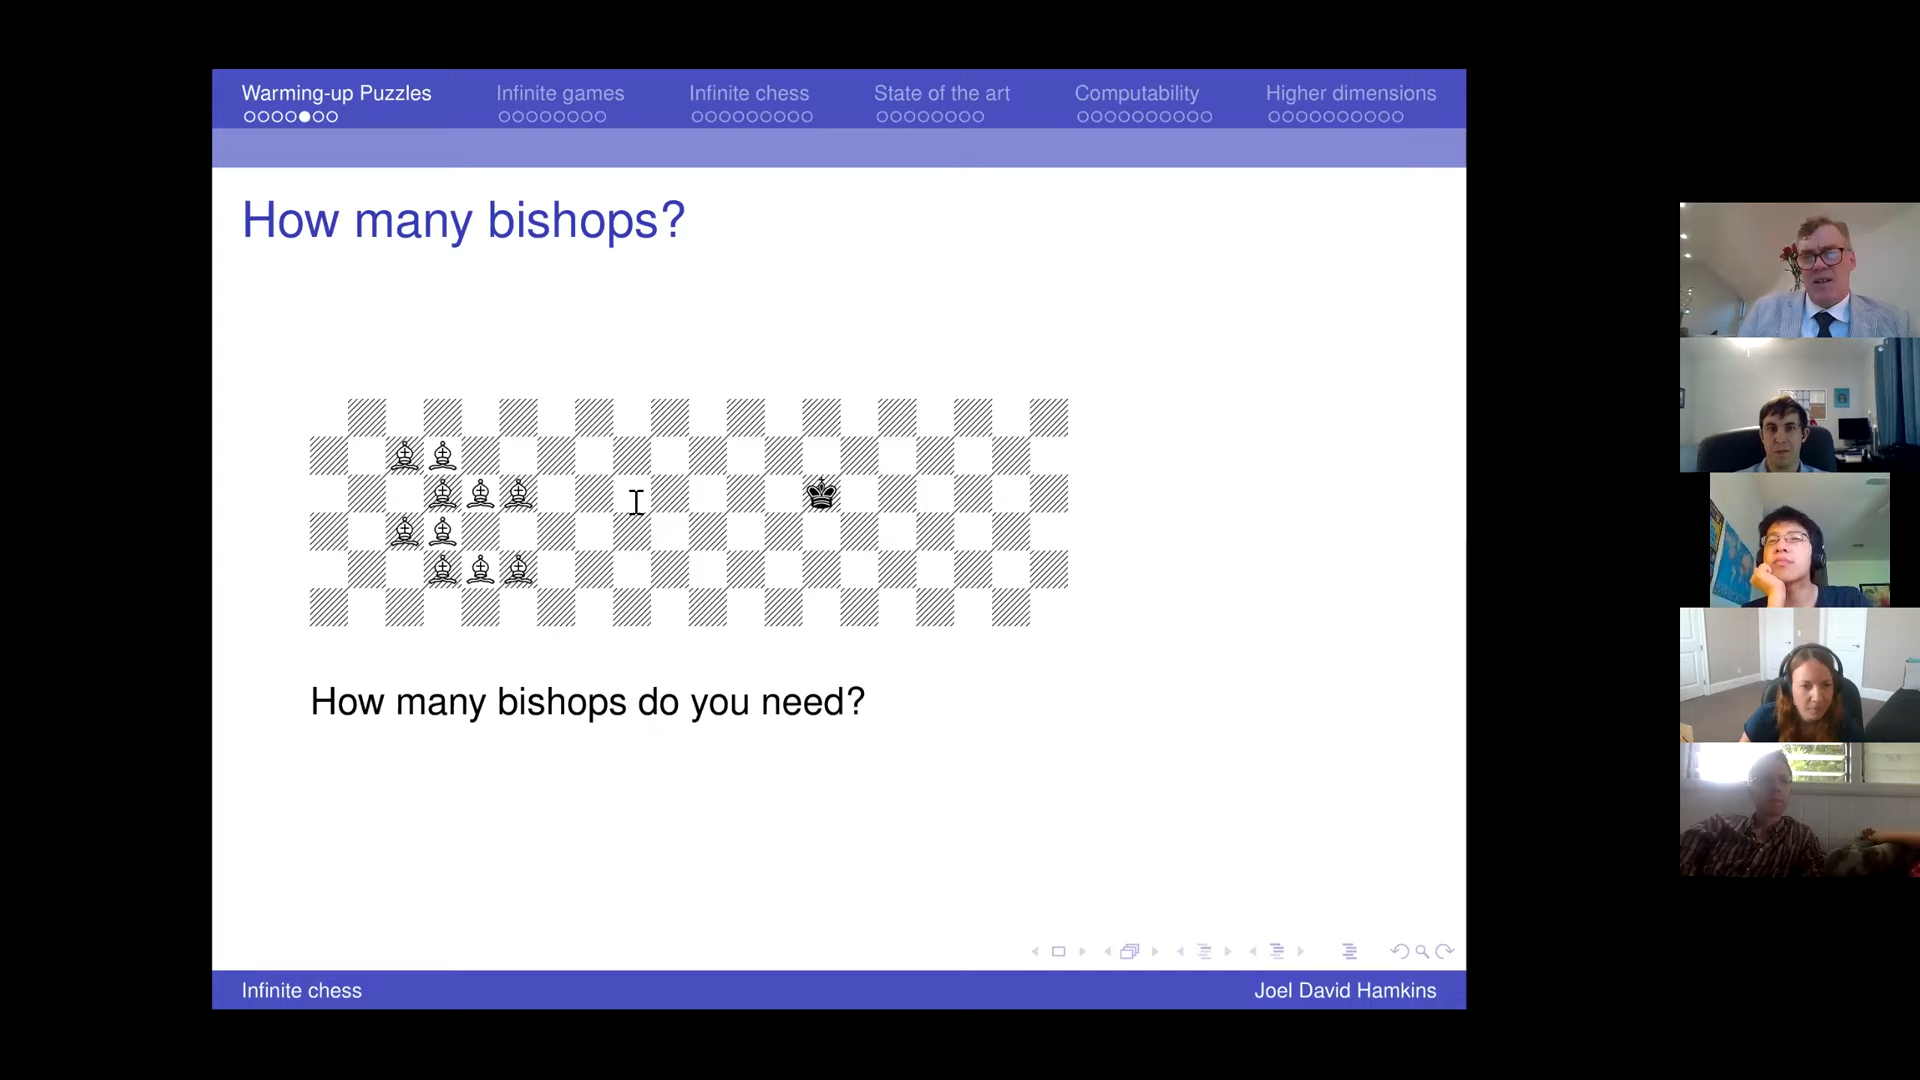 Warming-up Puzzles Infinite games Infinite chess State of the art Computability Higher dimensions
How many bishops?
How many bishops do you need?
Infinite chess Joel David Hamkins